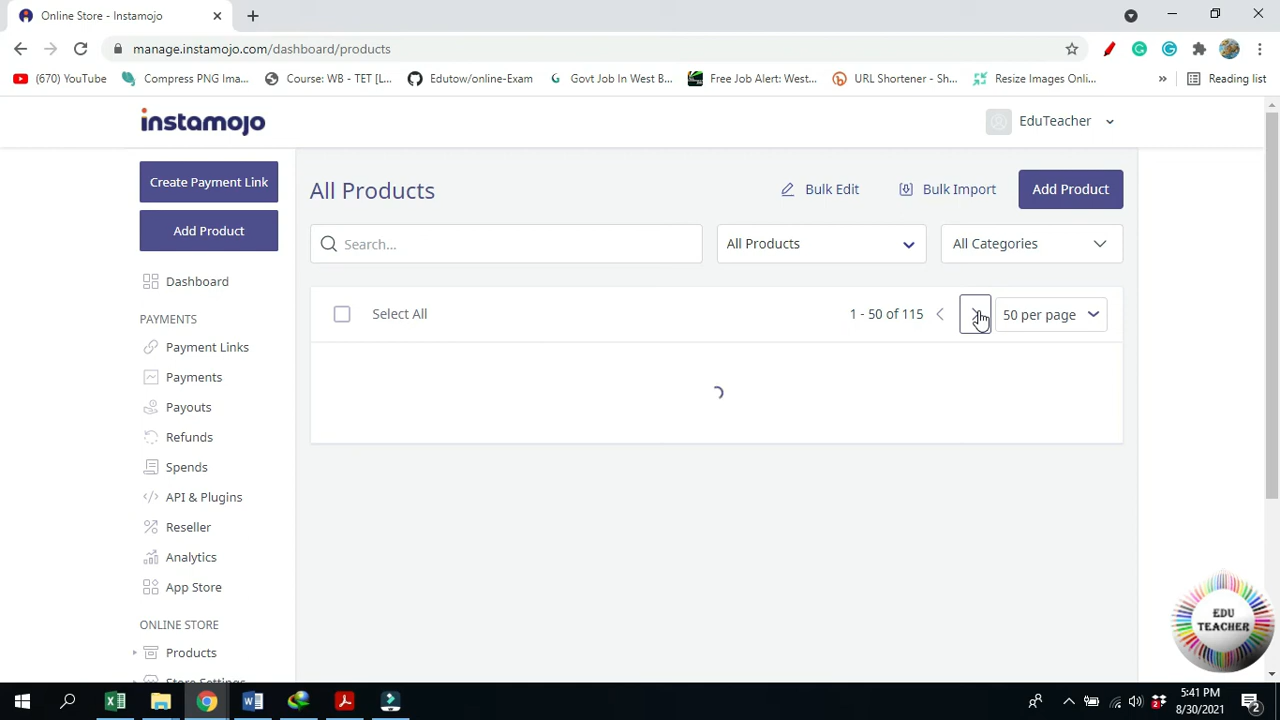 Online Store - Instamojo
manage.instamojo.com/dashboard/products
(670) YouTube
Compress PNG Ima...
Course: WB - TET [L...
Edutow/online-Exam
Govt Job In West B...
Free Job Alert: West...
URL Shortener - Sh...
Resize Images Onli...
»
Reading list
instamojo
EduTeacher
Create Payment Link
Add Product
Dashboard
PAYMENTS
Payment Links
Payments
Payouts
Refunds
Spends
API & Plugins
Reseller
Analytics
App Store
ONLINE STORE
Products
Store Settings
All Products
Bulk Edit
Bulk Import
Add Product
Search...
All Products
All Categories
Select All
1 - 50 of 115
50 per page
EDU
TEACHER
5:41 PM
8/30/2021
2
2